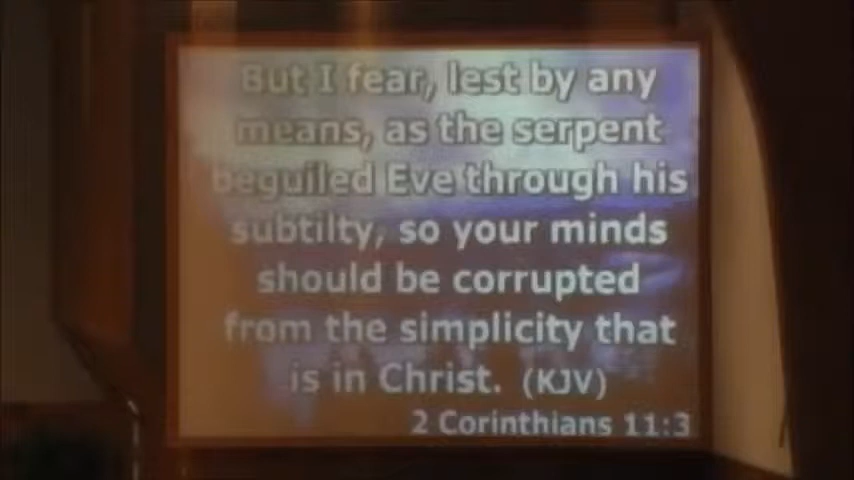 But I fear, lest by any
means, as the serpent
beguiled Eve through his
subtilty, so your minds
should be corrupted
from the simplicity that
is in Christ. (KJV)
2 Corinthians 11:3